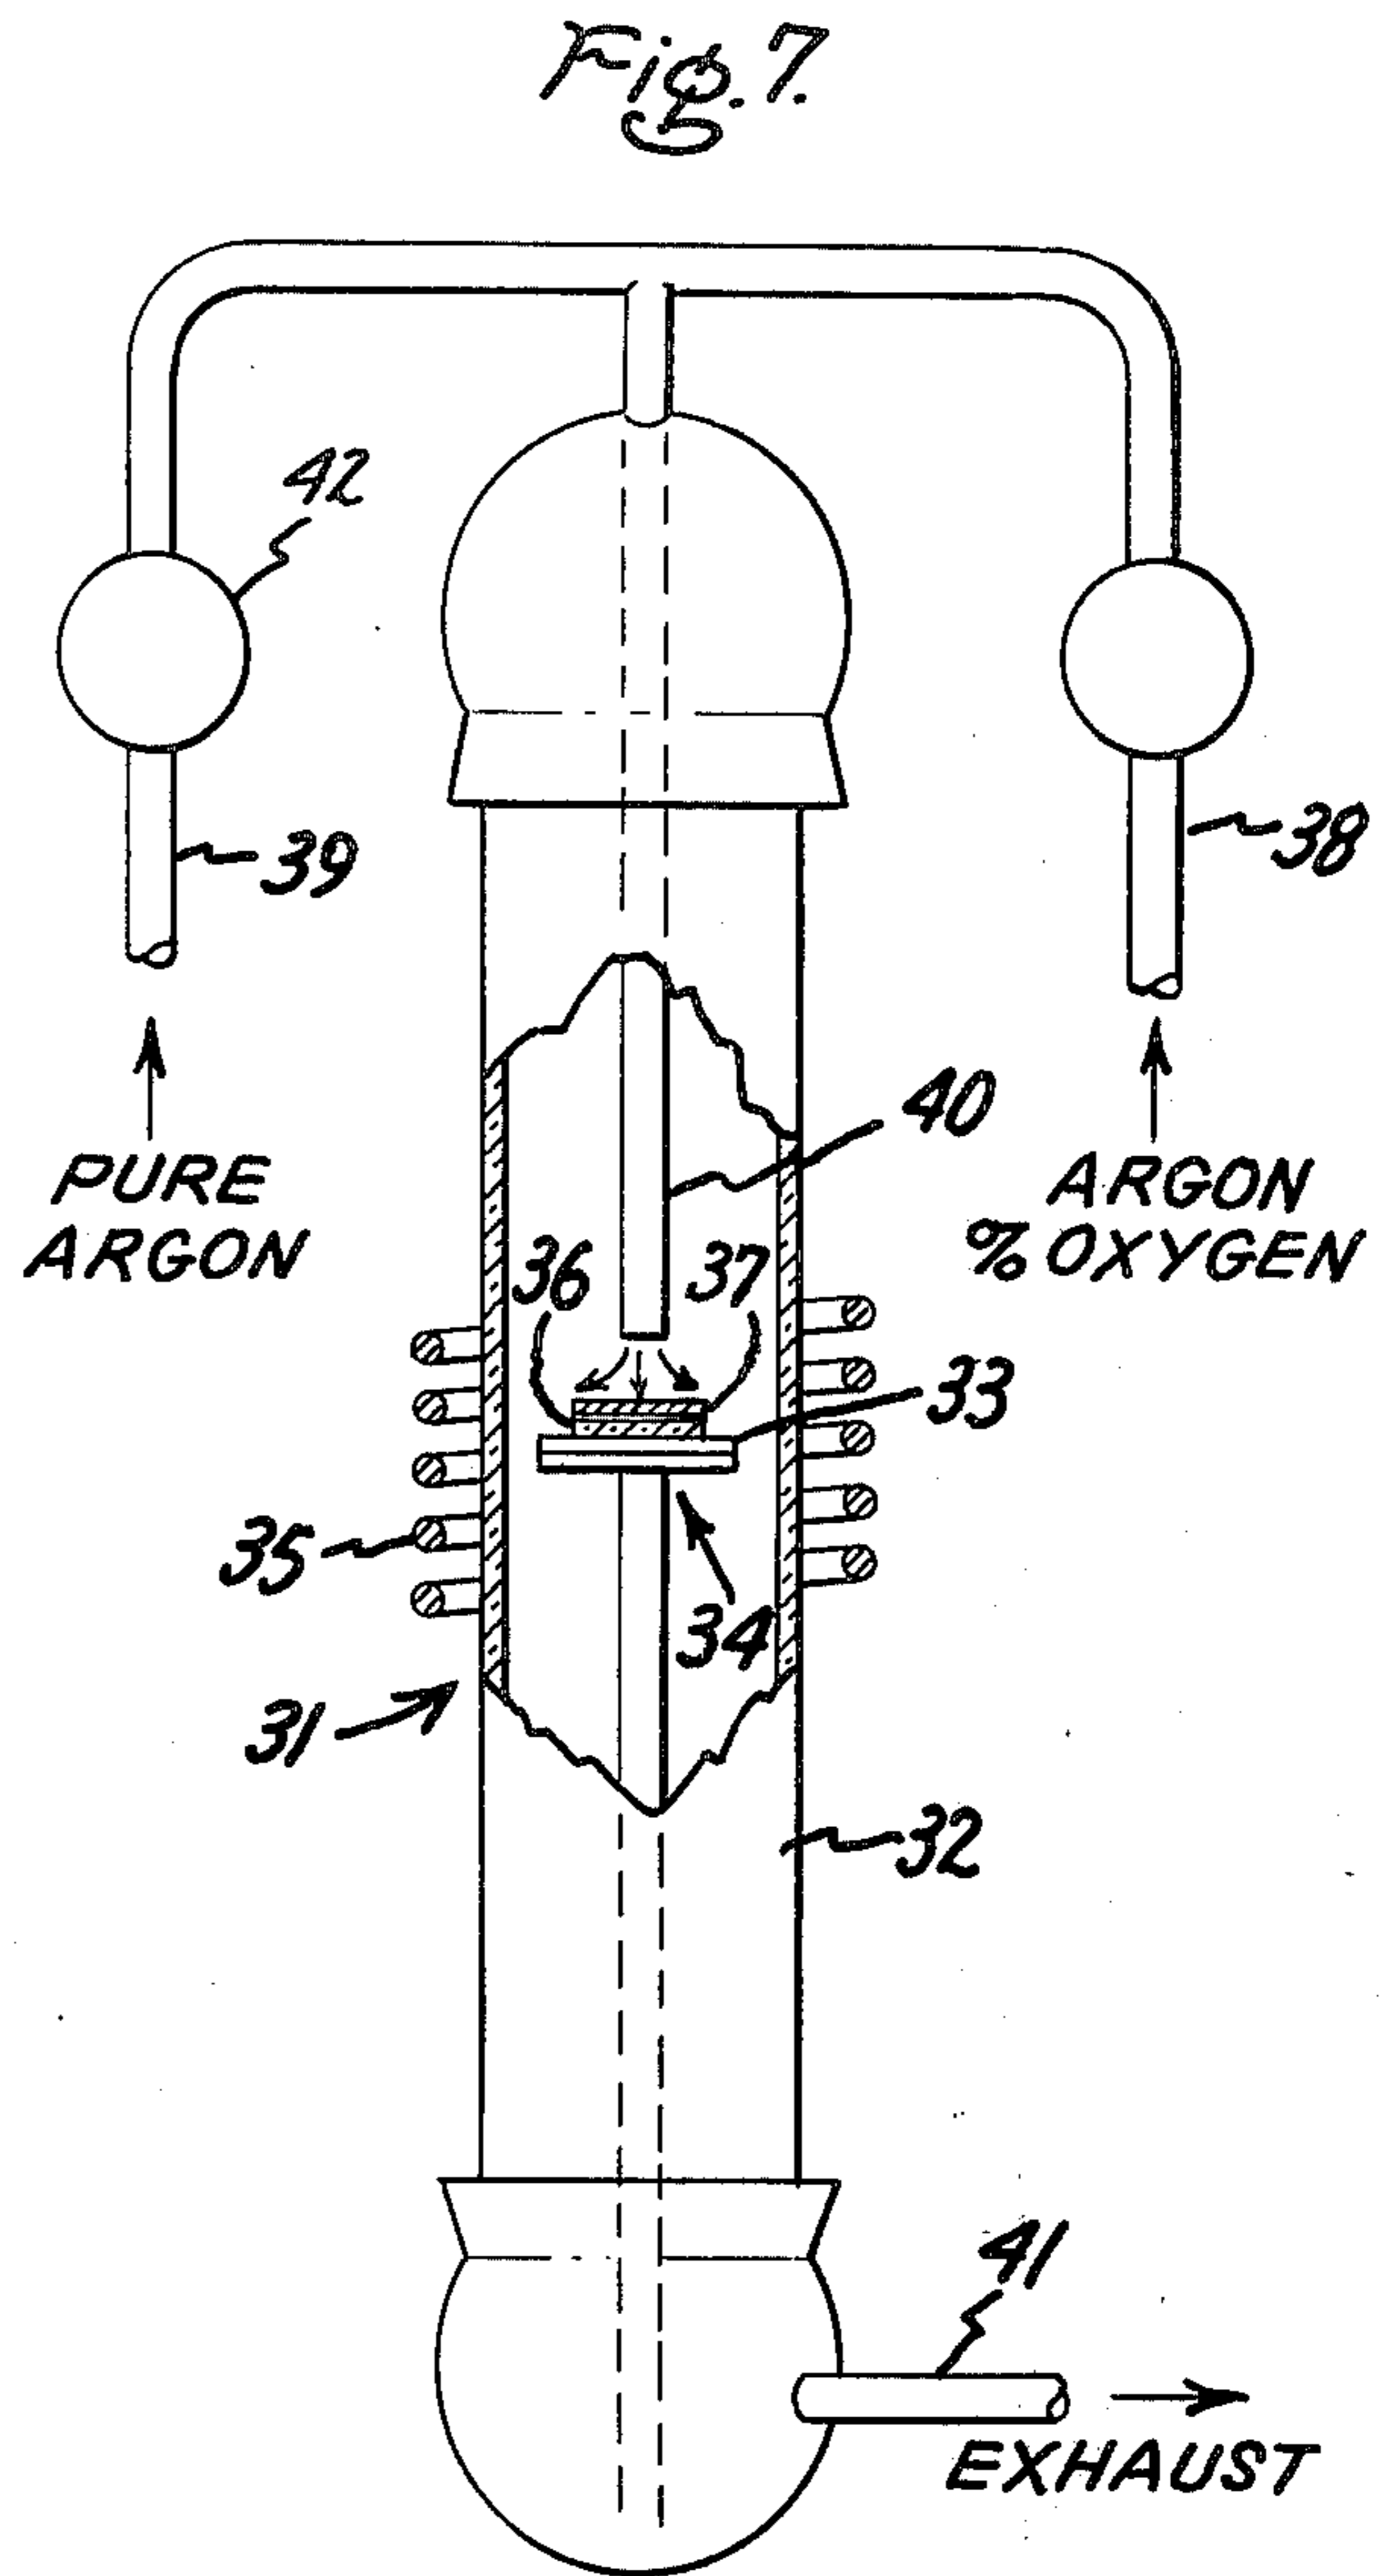 Fig. 7.
42
39
38
40
PURE
ARGON
ARGON
% OXYGEN
36
37
33
35
34
31
32
41
EXHAUST